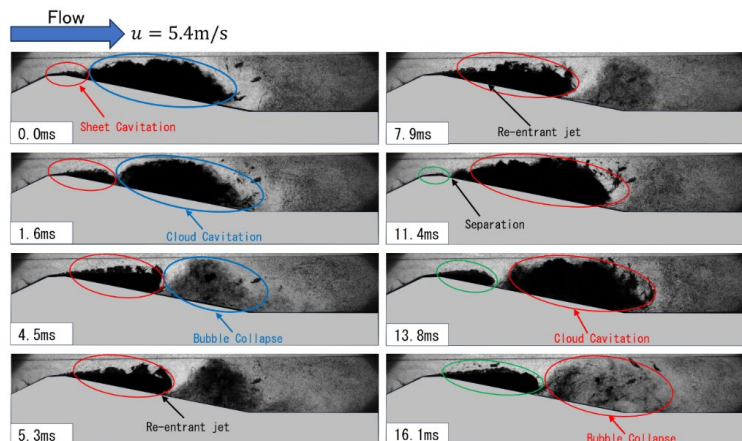 Flow
u = 5.4m/s
Sheet Cavitation
0.0ms
Cloud Cavitation
1.6ms
Bubble Collapse
4.5ms
Re-entrant jet
5.3ms
Re-entrant jet
7.9ms
Separation
11.4ms
Cloud Cavitation
13.8ms
Bubble Collapse
16.1ms